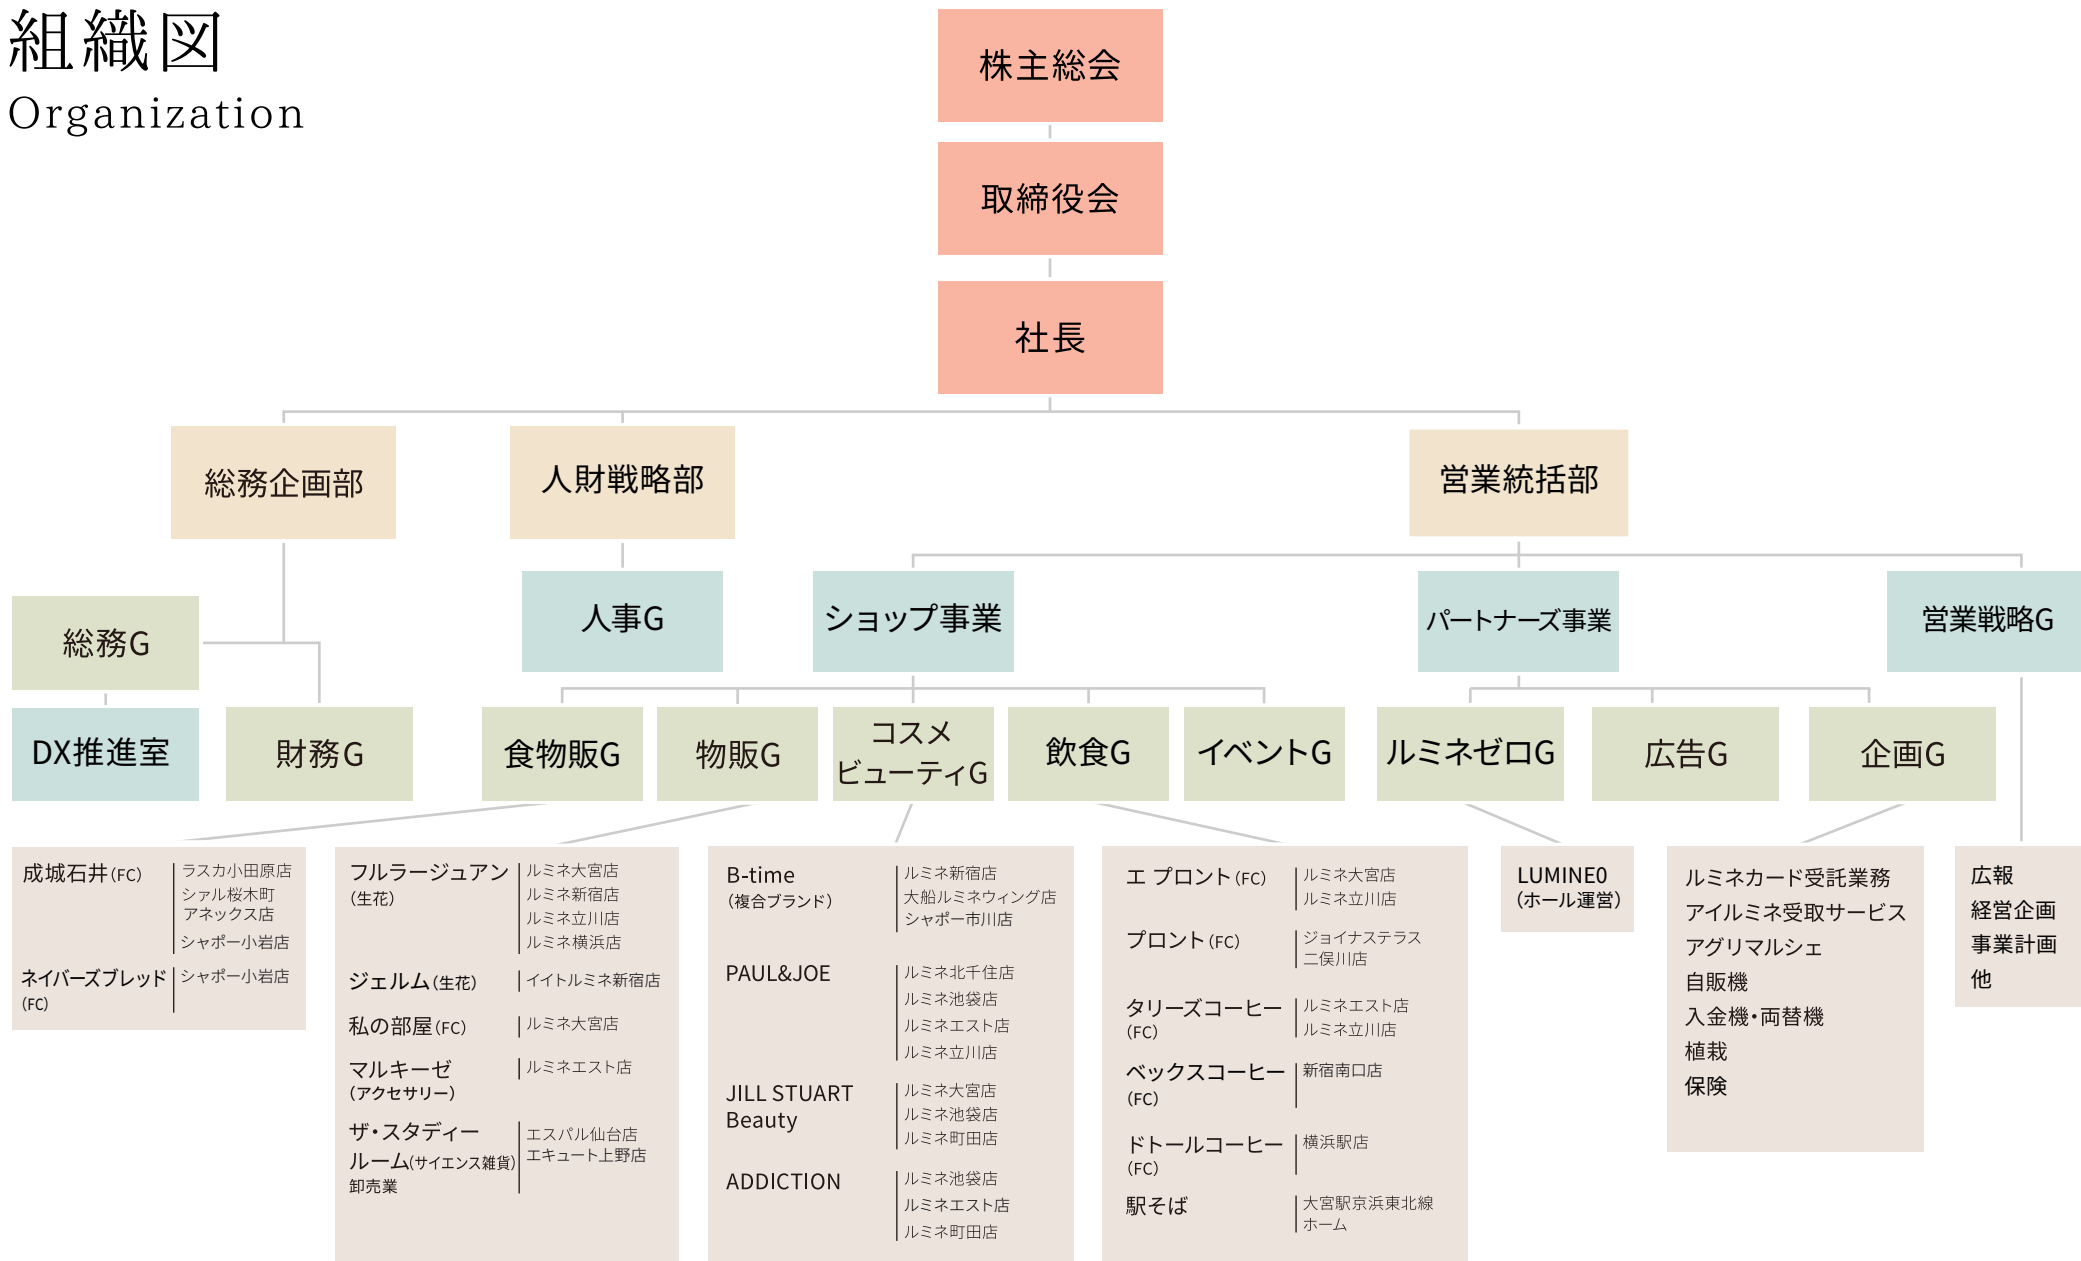 組織図
Organization
株主総会
取締役会
社長
総務企画部
人財戦略部
営業統括部
総務G
人事G
ショップ事業
パートナーズ事業
営業戦略G
DX推進室
財務G
食物販G
物販G
コスメ
ビューティG
飲食G
イベントG
ルミネゼロG
広告G
企画G
成城石井(FC)
ラスカ小田原店
シァル桜木町
アネックス店
シャポー小岩店
ネイバーズブレッド
(FC)
シャポー小岩店
フルラージュアン
(生花)
ルミネ大宮店
ルミネ新宿店
ルミネ立川店
ルミネ横浜店
ジェルム(生花)
イイトルミネ新宿店
私の部屋(FC)
ルミネ大宮店
マルキーゼ
(アクセサリー)
ルミネエスト店
ザ・スタディー
ルーム(サイエンス雑貨)
卸売業
エスパル仙台店
エキュート上野店
B-time
(複合ブランド)
ルミネ新宿店
大船ルミネウィング店
シャポー市川店
PAUL&JOE
ルミネ北千住店
ルミネ池袋店
ルミネエスト店
ルミネ立川店
JILL STUART
Beauty
ルミネ大宮店
ルミネ池袋店
ルミネ町田店
ADDICTION
ルミネ池袋店
ルミネエスト店
ルミネ町田店
エ プロント(FC)
ルミネ大宮店
ルミネ立川店
プロント(FC)
ジョイナステラス
二俣川店
タリーズコーヒー
(FC)
ルミネエスト店
ルミネ立川店
ベックスコーヒー
(FC)
新宿南口店
ドトールコーヒー
(FC)
横浜駅店
駅そば
大宮駅京浜東北線
ホーム
LUMINE0
(ホール運営)
ルミネカード受託業務
アイルミネ受取サービス
アグリマルシェ
自販機
入金機・両替機
植栽
保険
広報
経営企画
事業計画
他